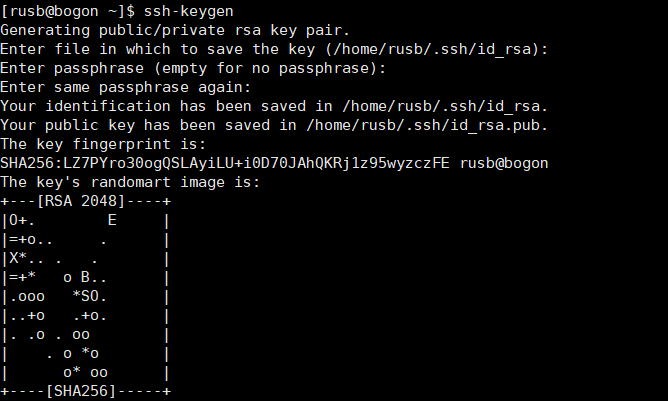 [rusb@bogon ~]$ ssh-keygen
Generating public/private rsa key pair.
Enter file in which to save the key (/home/rusb/.ssh/id_rsa):
Enter passphrase (empty for no passphrase):
Enter same passphrase again:
Your identification has been saved in /home/rusb/.ssh/id_rsa.
Your public key has been saved in /home/rusb/.ssh/id_rsa.pub.
The key fingerprint is:
SHA256:LZ7PYro30ogQSLAyiLU+i0D70JAhQKRj1z95wyzczFE rusb@bogon
The key's randomart image is:
+---[RSA 2048]----+
|O+.        E     |
|=+o..     .      |
|X*.. .   .       |
|=+*   o B..      |
|.ooo   *SO.      |
|..+o   .+o.      |
|. .o . oo        |
|    . o *o       |
|      o* oo      |
+----[SHA256]-----+